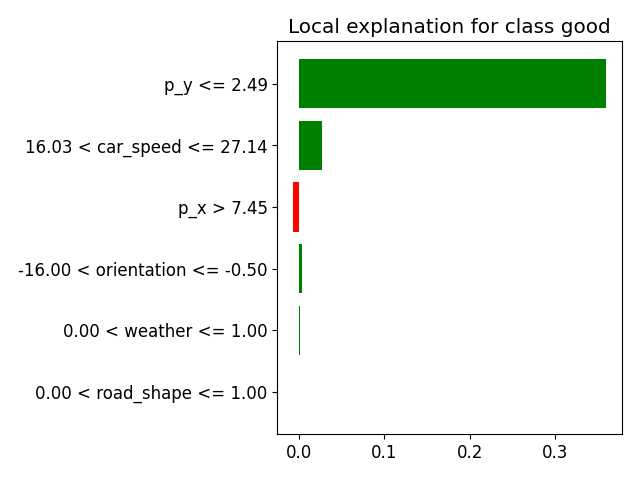 Local explanation for class good
p_y <= 2.49
16.03 < car_speed <= 27.14
p_x > 7.45
-16.00 < orientation <= -0.50
0.00 < weather <= 1.00
0.00 < road_shape <= 1.00
0.0 0.1 0.2 0.3